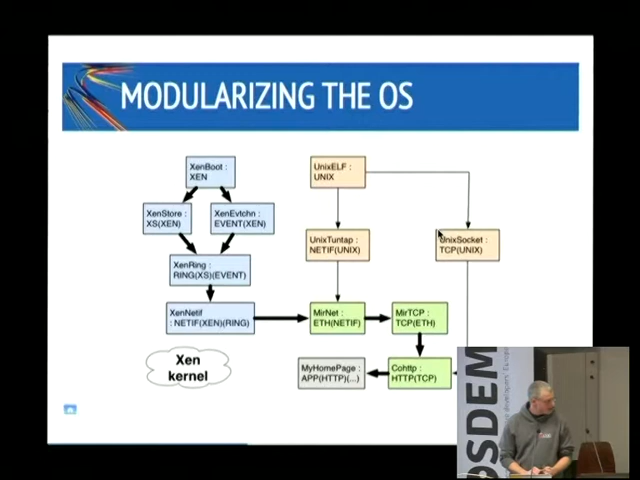 MODULARIZING THE OS
XenBoot :
XEN
UnixELF :
UNIX
XenStore :
XS(XEN)
XenEvtchn :
EVENT(XEN)
UnixTuntap :
NETIF(UNIX)
UnixSocket :
TCP(UNIX)
XenRing :
RING(XS)(EVENT)
XenNetif
: NETIF(XEN)(RING)
MirNet :
ETH(NETIF)
MirTCP :
TCP(ETH)
Xen
kernel
MyHomePage :
APP(HTTP)(...)
Cohttp :
HTTP(TCP)
OSDEM